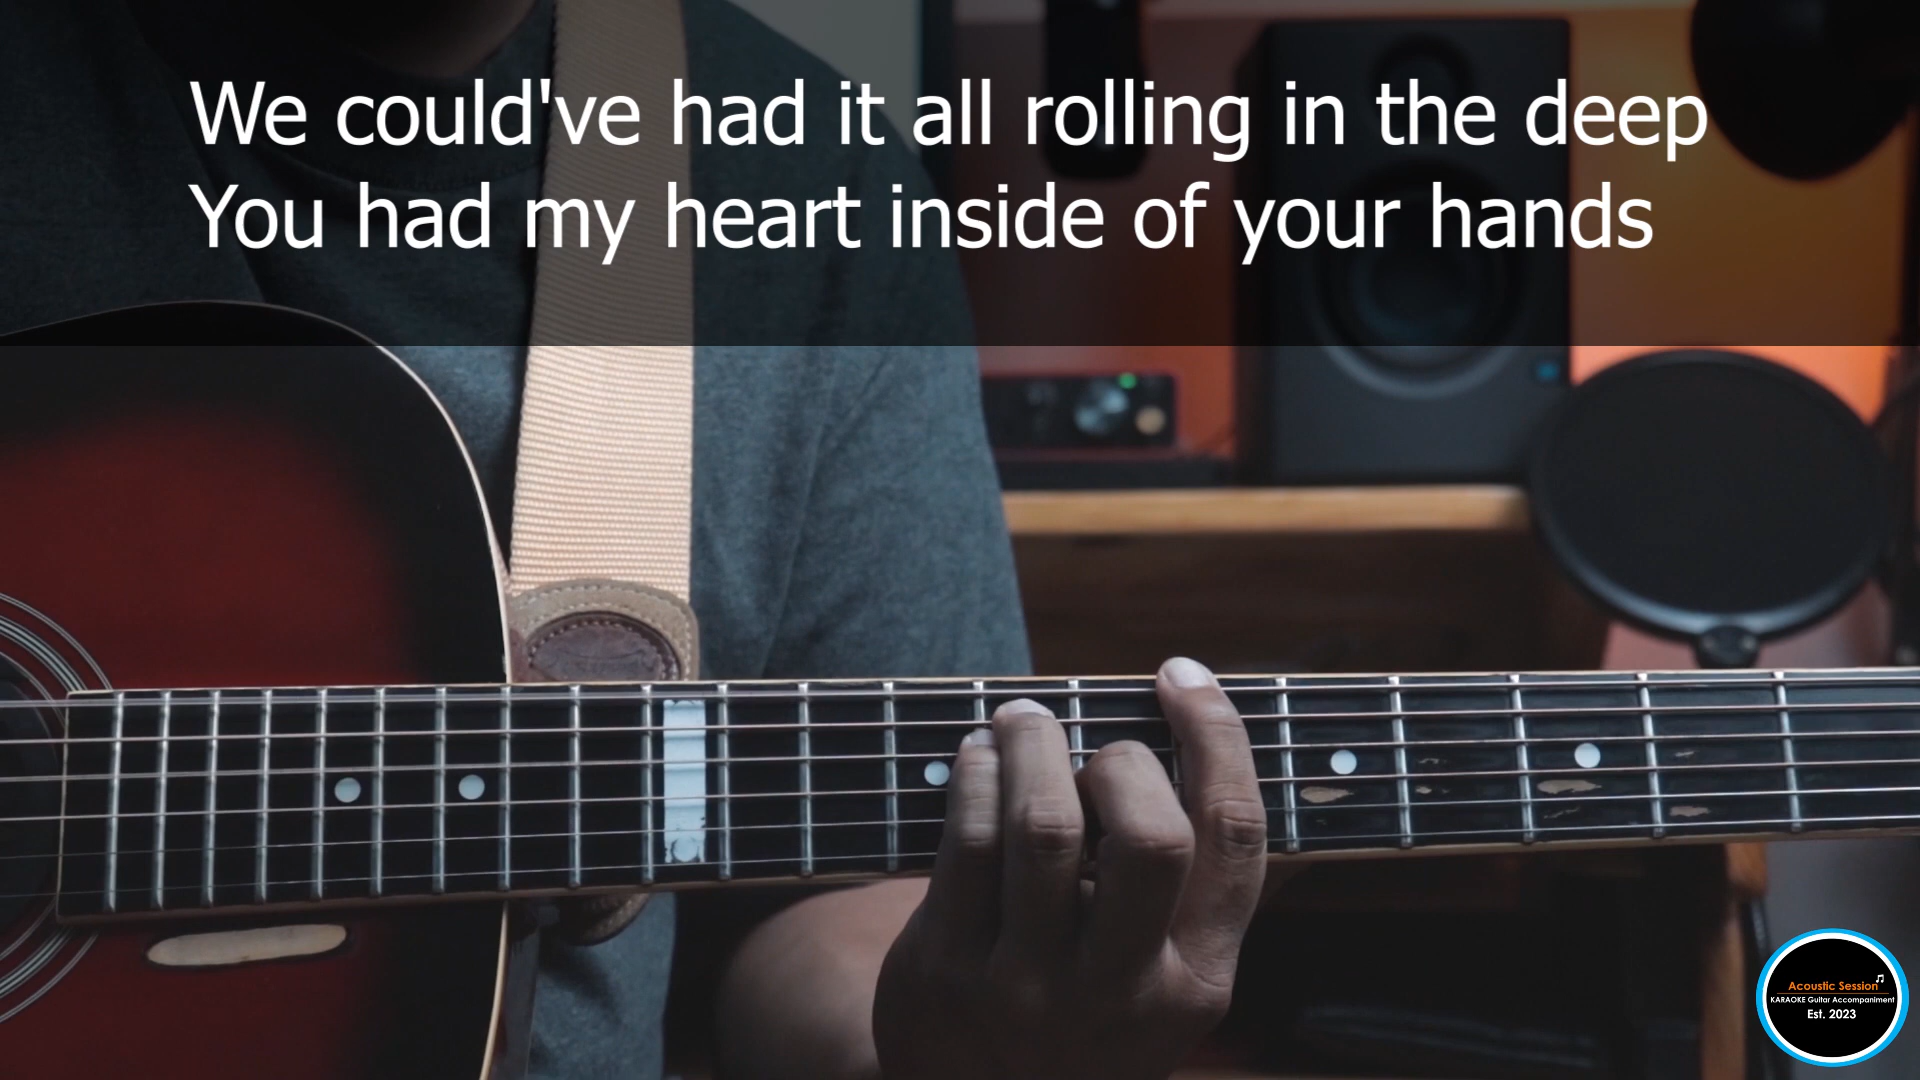 We could've had it all rolling in the deep
You had my heart inside of your hands
Acoustic Session
KARAOKE Guitar Accompaniment
Est. 2023